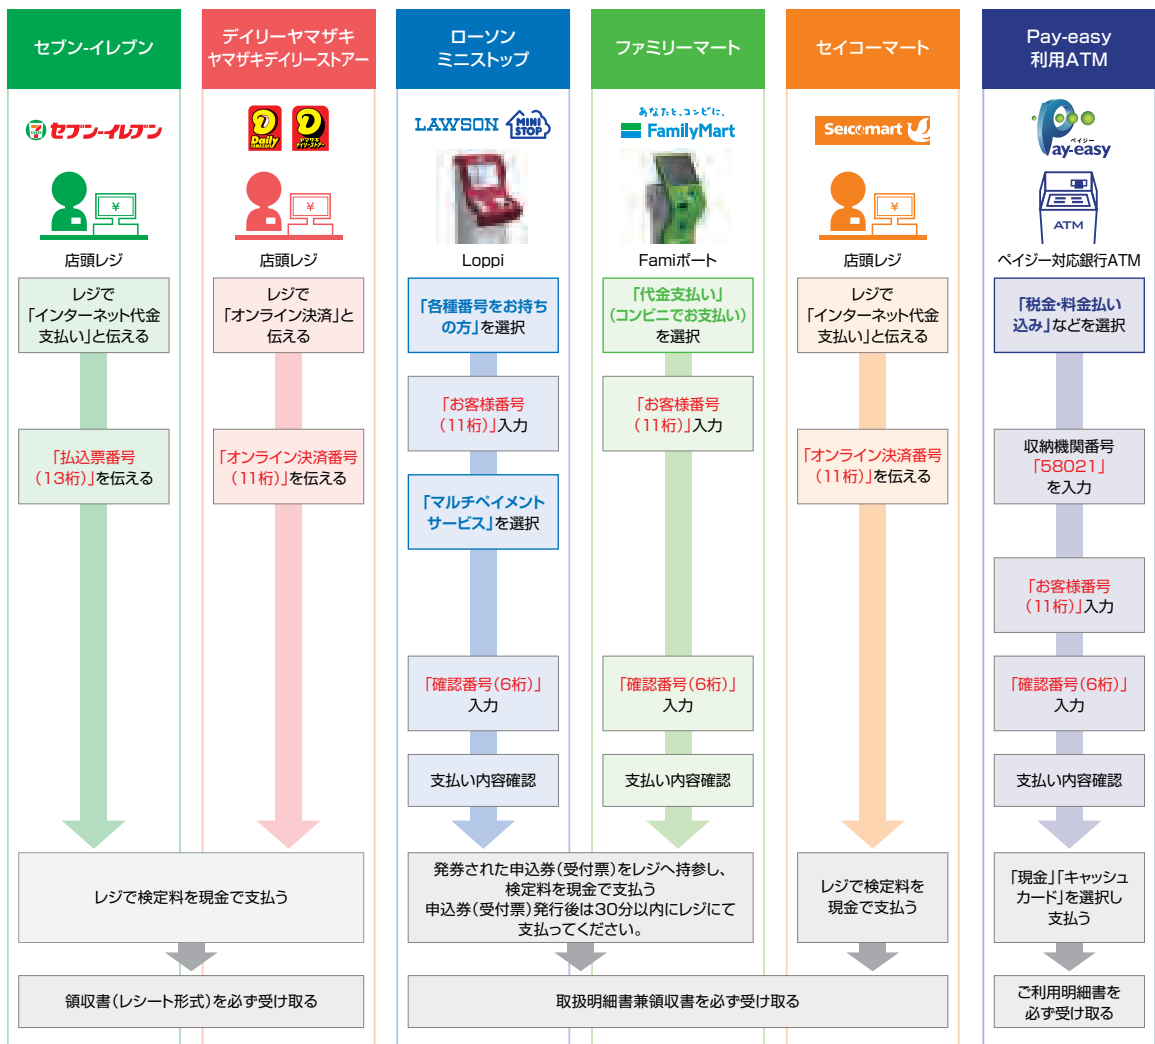 セブン-イレブン
デイリーヤマザキ
ヤマザキデイリーストアー
ローソン
ミニストップ
ファミリーマート
セイコーマート
Pay-easy
利用ATM
セブン-イレブン
Daily
ヤマザキ
デイリーストアー
LAWSON
MINI
STOP
あなたと、コンビに、
FamilyMart
Seicomart
ペイジー
Pay-easy
¥
¥
¥
ATM
店頭レジ
店頭レジ
Loppi
Famiポート
店頭レジ
ペイジー対応銀行ATM
レジで
「インターネット代金
支払い」と伝える
「払込票番号
(13桁)」を伝える
レジで
「オンライン決済」と
伝える
「オンライン決済番号
(11桁)」を伝える
「各種番号をお持ち
の方」を選択
「お客様番号
(11桁)」入力
「マルチペイメント
サービス」を選択
「確認番号(6桁)」
入力
支払い内容確認
「代金支払い」
(コンビニでお支払い)
を選択
「お客様番号
(11桁)」入力
「確認番号(6桁)」
入力
支払い内容確認
レジで
「インターネット代金
支払い」と伝える
「オンライン決済番号
(11桁)」を伝える
「税金・料金払い
込み」などを選択
収納機関番号
「58021」
を入力
「お客様番号
(11桁)」入力
「確認番号(6桁)」
入力
支払い内容確認
レジで検定料を現金で支払う
発券された申込券(受付票)をレジへ持参し、
検定料を現金で支払う
申込券(受付票)発行後は30分以内にレジにて
支払ってください。
レジで検定料を
現金で支払う
「現金」「キャッシュ
カード」を選択し
支払う
領収書(レシート形式)を必ず受け取る
取扱明細書兼領収書を必ず受け取る
ご利用明細書を
必ず受け取る